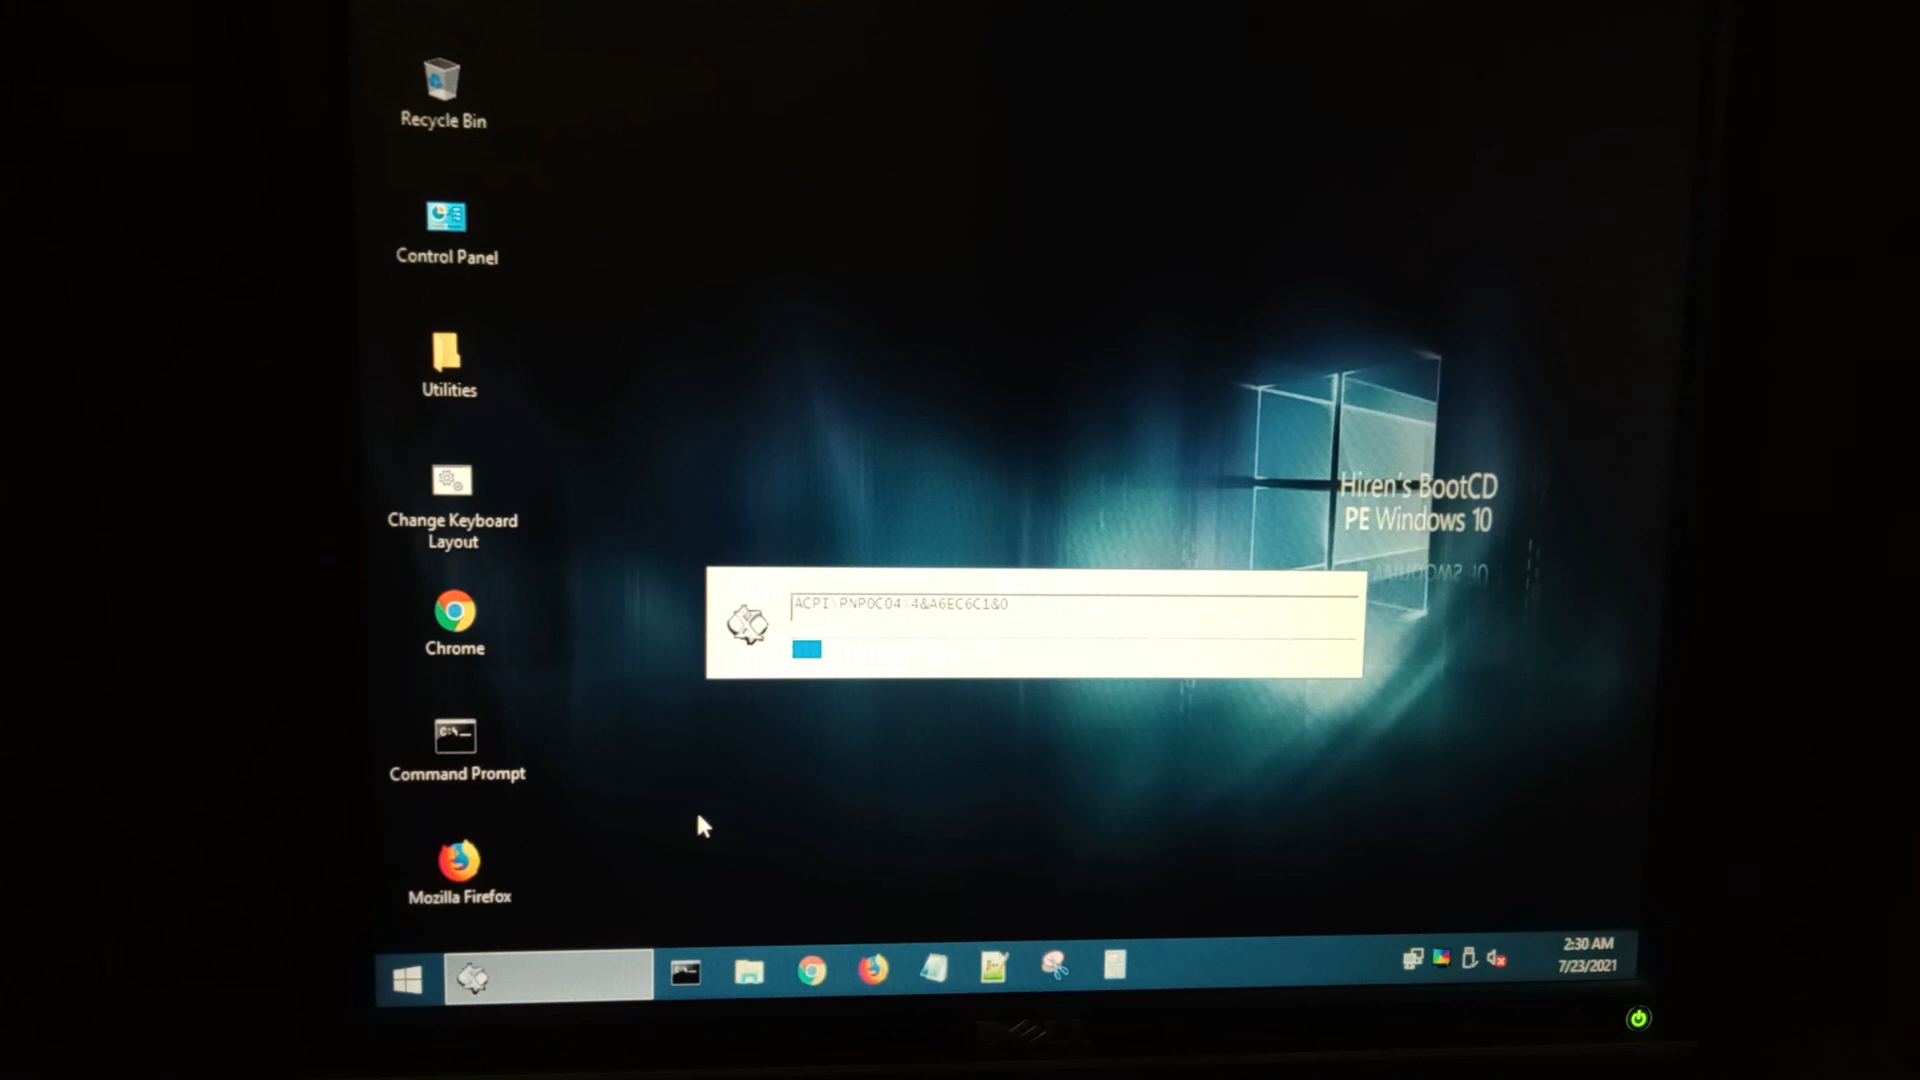 Recycle Bin
Control Panel
Utilities
Change Keyboard
Layout
Chrome
C:\_
Command Prompt
Mozilla Firefox
Hiren's BootCD
PE Windows 10
ACPI\PNP0C04\4&A6EC6C1&0
2:30 AM
7/23/2021
DELL